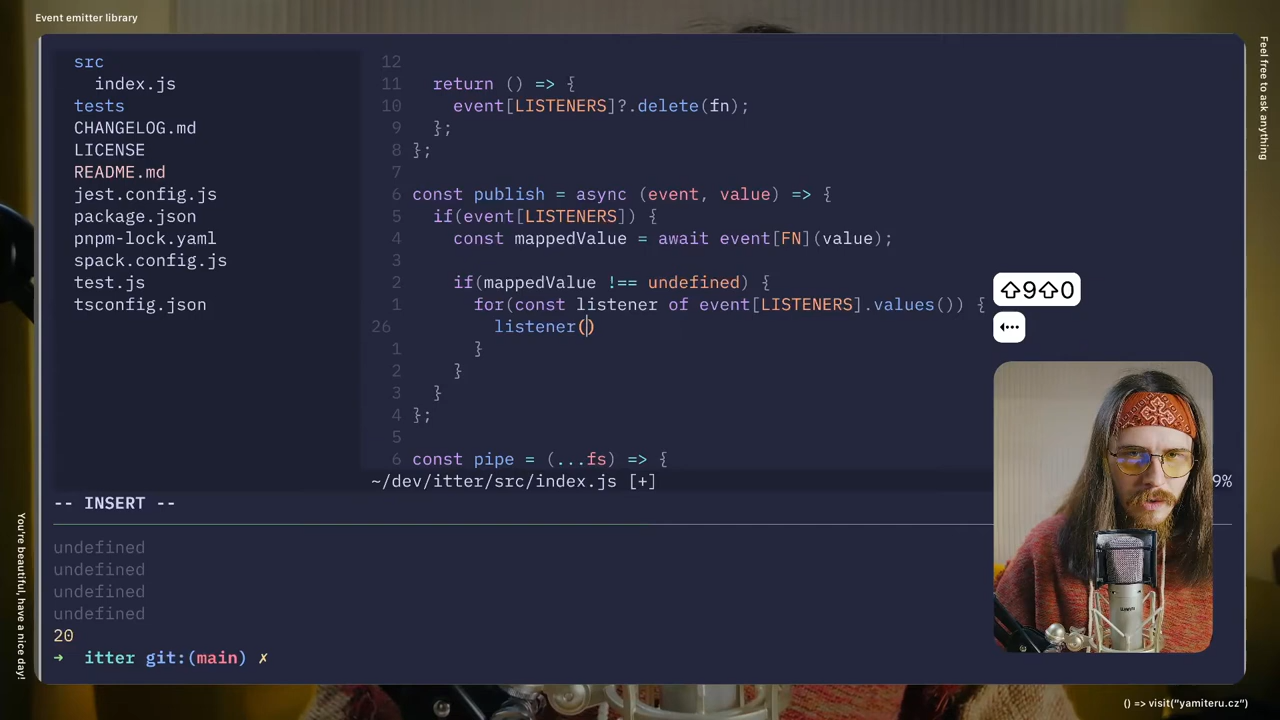 Event emitter library
Feel free to ask anything
src
index.js
tests
CHANGELOG.md
LICENSE
README.md
jest.config.js
package.json
pnpm-lock.yaml
spack.config.js
test.js
tsconfig.json
12
11 return () => {
10 event[LISTENERS]?.delete(fn);
9 };
8 };
7
6 const publish = async (event, value) => {
5 if(event[LISTENERS]) {
4 const mappedValue = await event[FN](value);
3
2 if(mappedValue !== undefined) {
1 for(const listener of event[LISTENERS].values()) {
26 listener()
1 }
2 }
3 }
4 };
5
6 const pipe = (...fs) => {
~/dev/itter/src/index.js [+]
9%
-- INSERT --
⇧9⇧0
undefined
undefined
undefined
undefined
20
➜ itter git:(main) ✗
You're beautiful, have a nice day!
() => visit("yamiteru.cz")